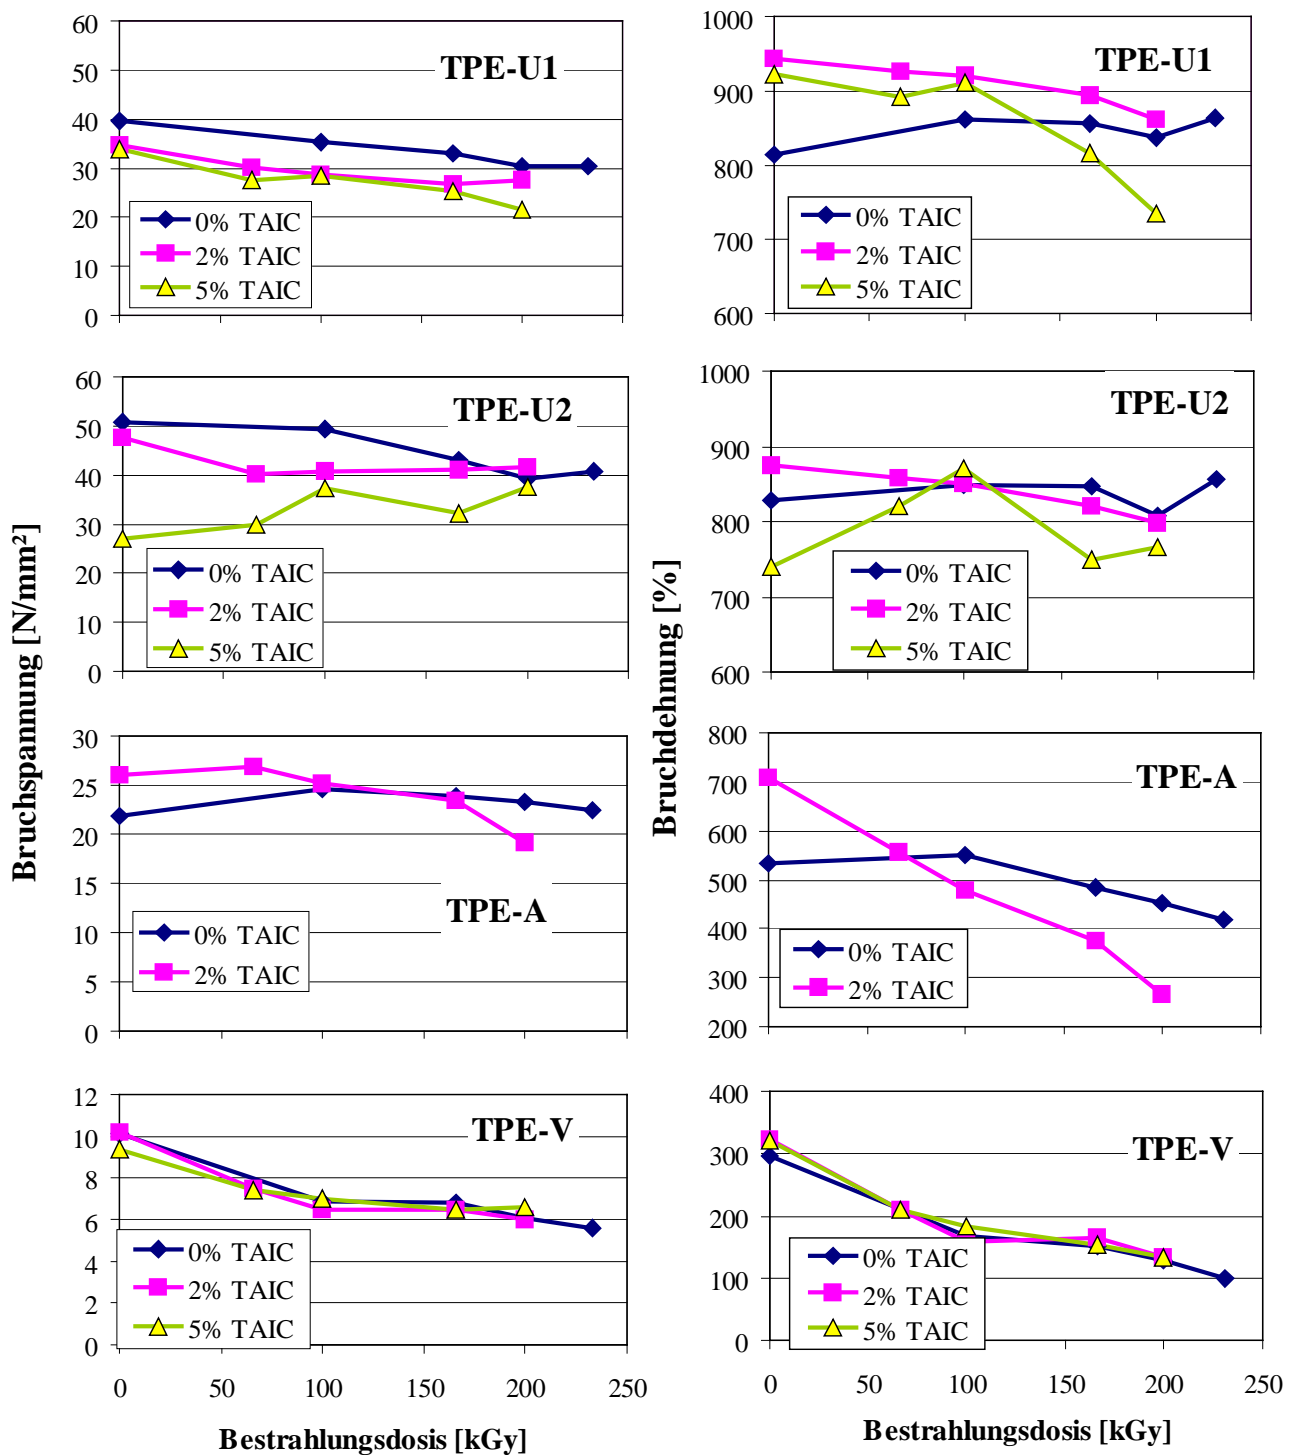 60
50
40
30
20
10
0
TPE-U1
0% TAIC
2% TAIC
5% TAIC
1000
900
800
700
600
TPE-U1
0% TAIC
2% TAIC
5% TAIC
60
50
40
30
20
10
0
TPE-U2
0% TAIC
2% TAIC
5% TAIC
1000
900
800
700
600
TPE-U2
0% TAIC
2% TAIC
5% TAIC
Bruchspannung [N/mm²]
Bruchdehnung [%]
30
25
20
15
10
5
0
TPE-A
0% TAIC
2% TAIC
800
700
600
500
400
300
200
TPE-A
0% TAIC
2% TAIC
12
10
8
6
4
2
0
TPE-V
0% TAIC
2% TAIC
5% TAIC
0 50 100 150 200 250
Bestrahlungsdosis [kGy]
400
300
200
100
0
TPE-V
0% TAIC
2% TAIC
5% TAIC
0 50 100 150 200 250
Bestrahlungsdosis [kGy]